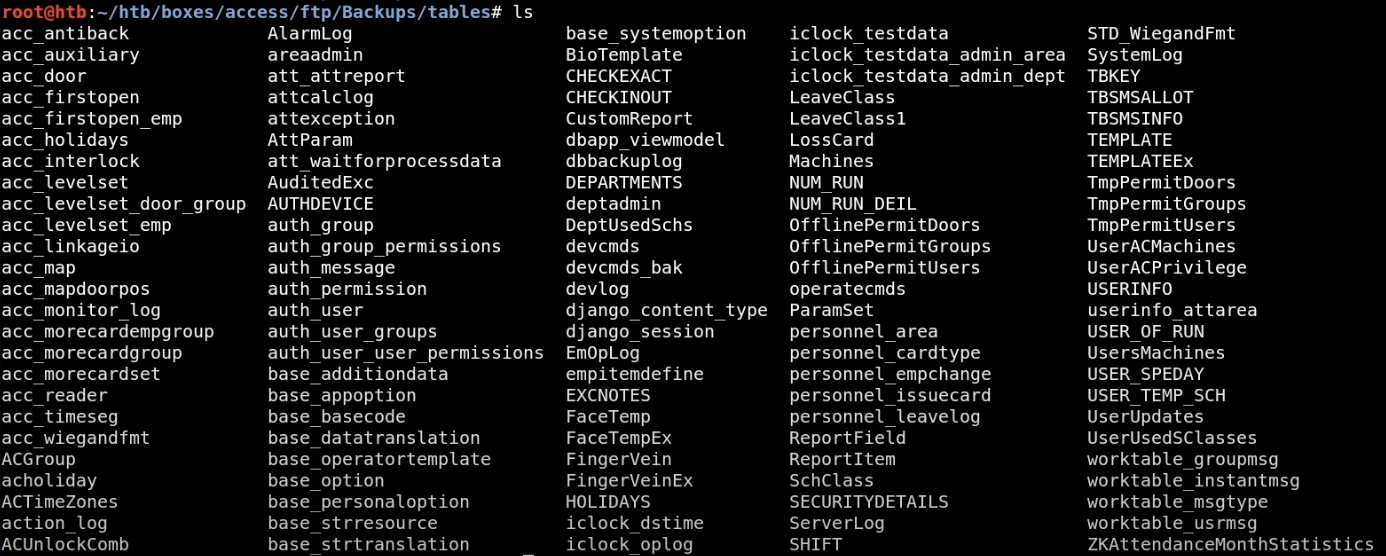 root@htb:~/htb/boxes/access/ftp/Backups/tables# ls
acc_antiback AlarmLog base_systemoption iclock_testdata STD_WiegandFmt
acc_auxiliary areaadmin BioTemplate iclock_testdata_admin_area SystemLog
acc_door att_attreport CHECKEXACT iclock_testdata_admin_dept TBKEY
acc_firstopen attcalclog CHECKINOUT LeaveClass TBSMSALLOT
acc_firstopen_emp attexception CustomReport LeaveClass1 TBSMSINFO
acc_holidays AttParam dbapp_viewmodel LossCard TEMPLATE
acc_interlock att_waitforprocessdata dbbackuplog Machines TEMPLATEEx
acc_levelset AuditedExc DEPARTMENTS NUM_RUN TmpPermitDoors
acc_levelset_door_group AUTHDEVICE deptadmin NUM_RUN_DEIL TmpPermitGroups
acc_levelset_emp auth_group DeptUsedSchs OfflinePermitDoors TmpPermitUsers
acc_linkageio auth_group_permissions devcmds OfflinePermitGroups UserACMachines
acc_map auth_message devcmds_bak OfflinePermitUsers UserACPrivilege
acc_mapdoorpos auth_permission devlog operatecmds USERINFO
acc_monitor_log auth_user django_content_type ParamSet userinfo_attarea
acc_morecardempgroup auth_user_groups django_session personnel_area USER_OF_RUN
acc_morecardgroup auth_user_user_permissions EmOpLog personnel_cardtype UsersMachines
acc_morecardset base_additiondata empitemdefine personnel_empchange USER_SPEDAY
acc_reader base_appoption EXCNOTES personnel_issuecard USER_TEMP_SCH
acc_timeseg base_basecode FaceTemp personnel_leavelog UserUpdates
acc_wiegandfmt base_datatranslation FaceTempEx ReportField UserUsedSClasses
ACGroup base_operatortemplate FingerVein ReportItem worktable_groupmsg
acholiday base_option FingerVeinEx SchClass worktable_instantmsg
ACTimeZones base_personaloption HOLIDAYS SECURITYDETAILS worktable_msgtype
action_log base_strresource iclock_dstime ServerLog worktable_usrmsg
ACUnlockComb base_strtranslation iclock_oplog SHIFT ZKAttendanceMonthStatistics